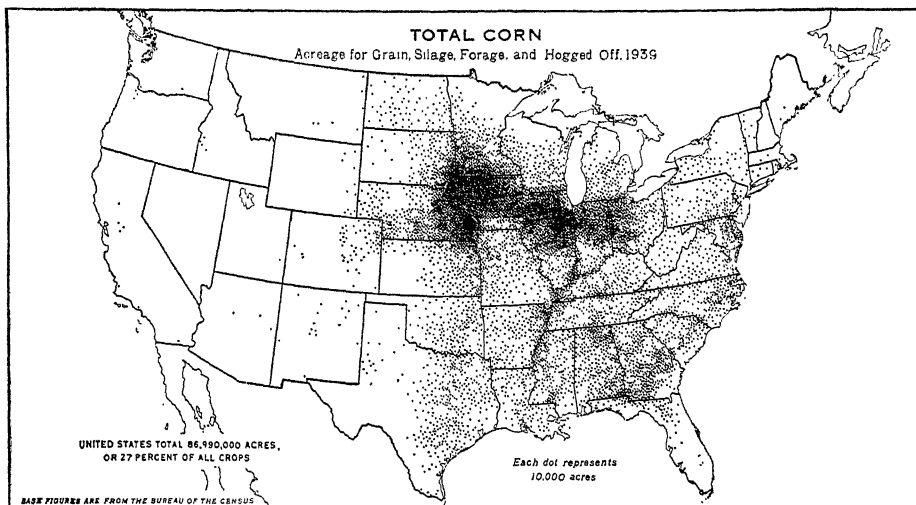 TOTAL CORN
Acreage for Grain, Silage, Forage, and Hogged Off, 1939
UNITED STATES TOTAL 86,990,000 ACRES,
OR 27 PERCENT OF ALL CROPS
Each dot represents
10,000 acres
BASE FIGURES ARE FROM THE BUREAU OF THE CENSUS